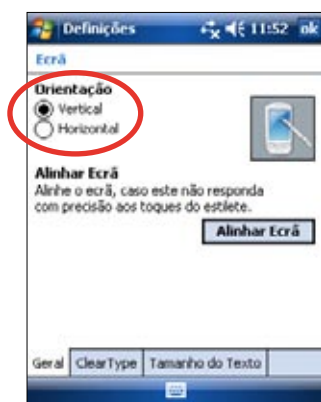 Definições 11:52 ok
Ecrã
Orientação
Vertical
Horizontal
Alinhar Ecrã
Alinhe o ecrã, caso este não responda
com precisão aos toques do estilete.
Alinhar Ecrã
Geral ClearType Tamanho do Texto